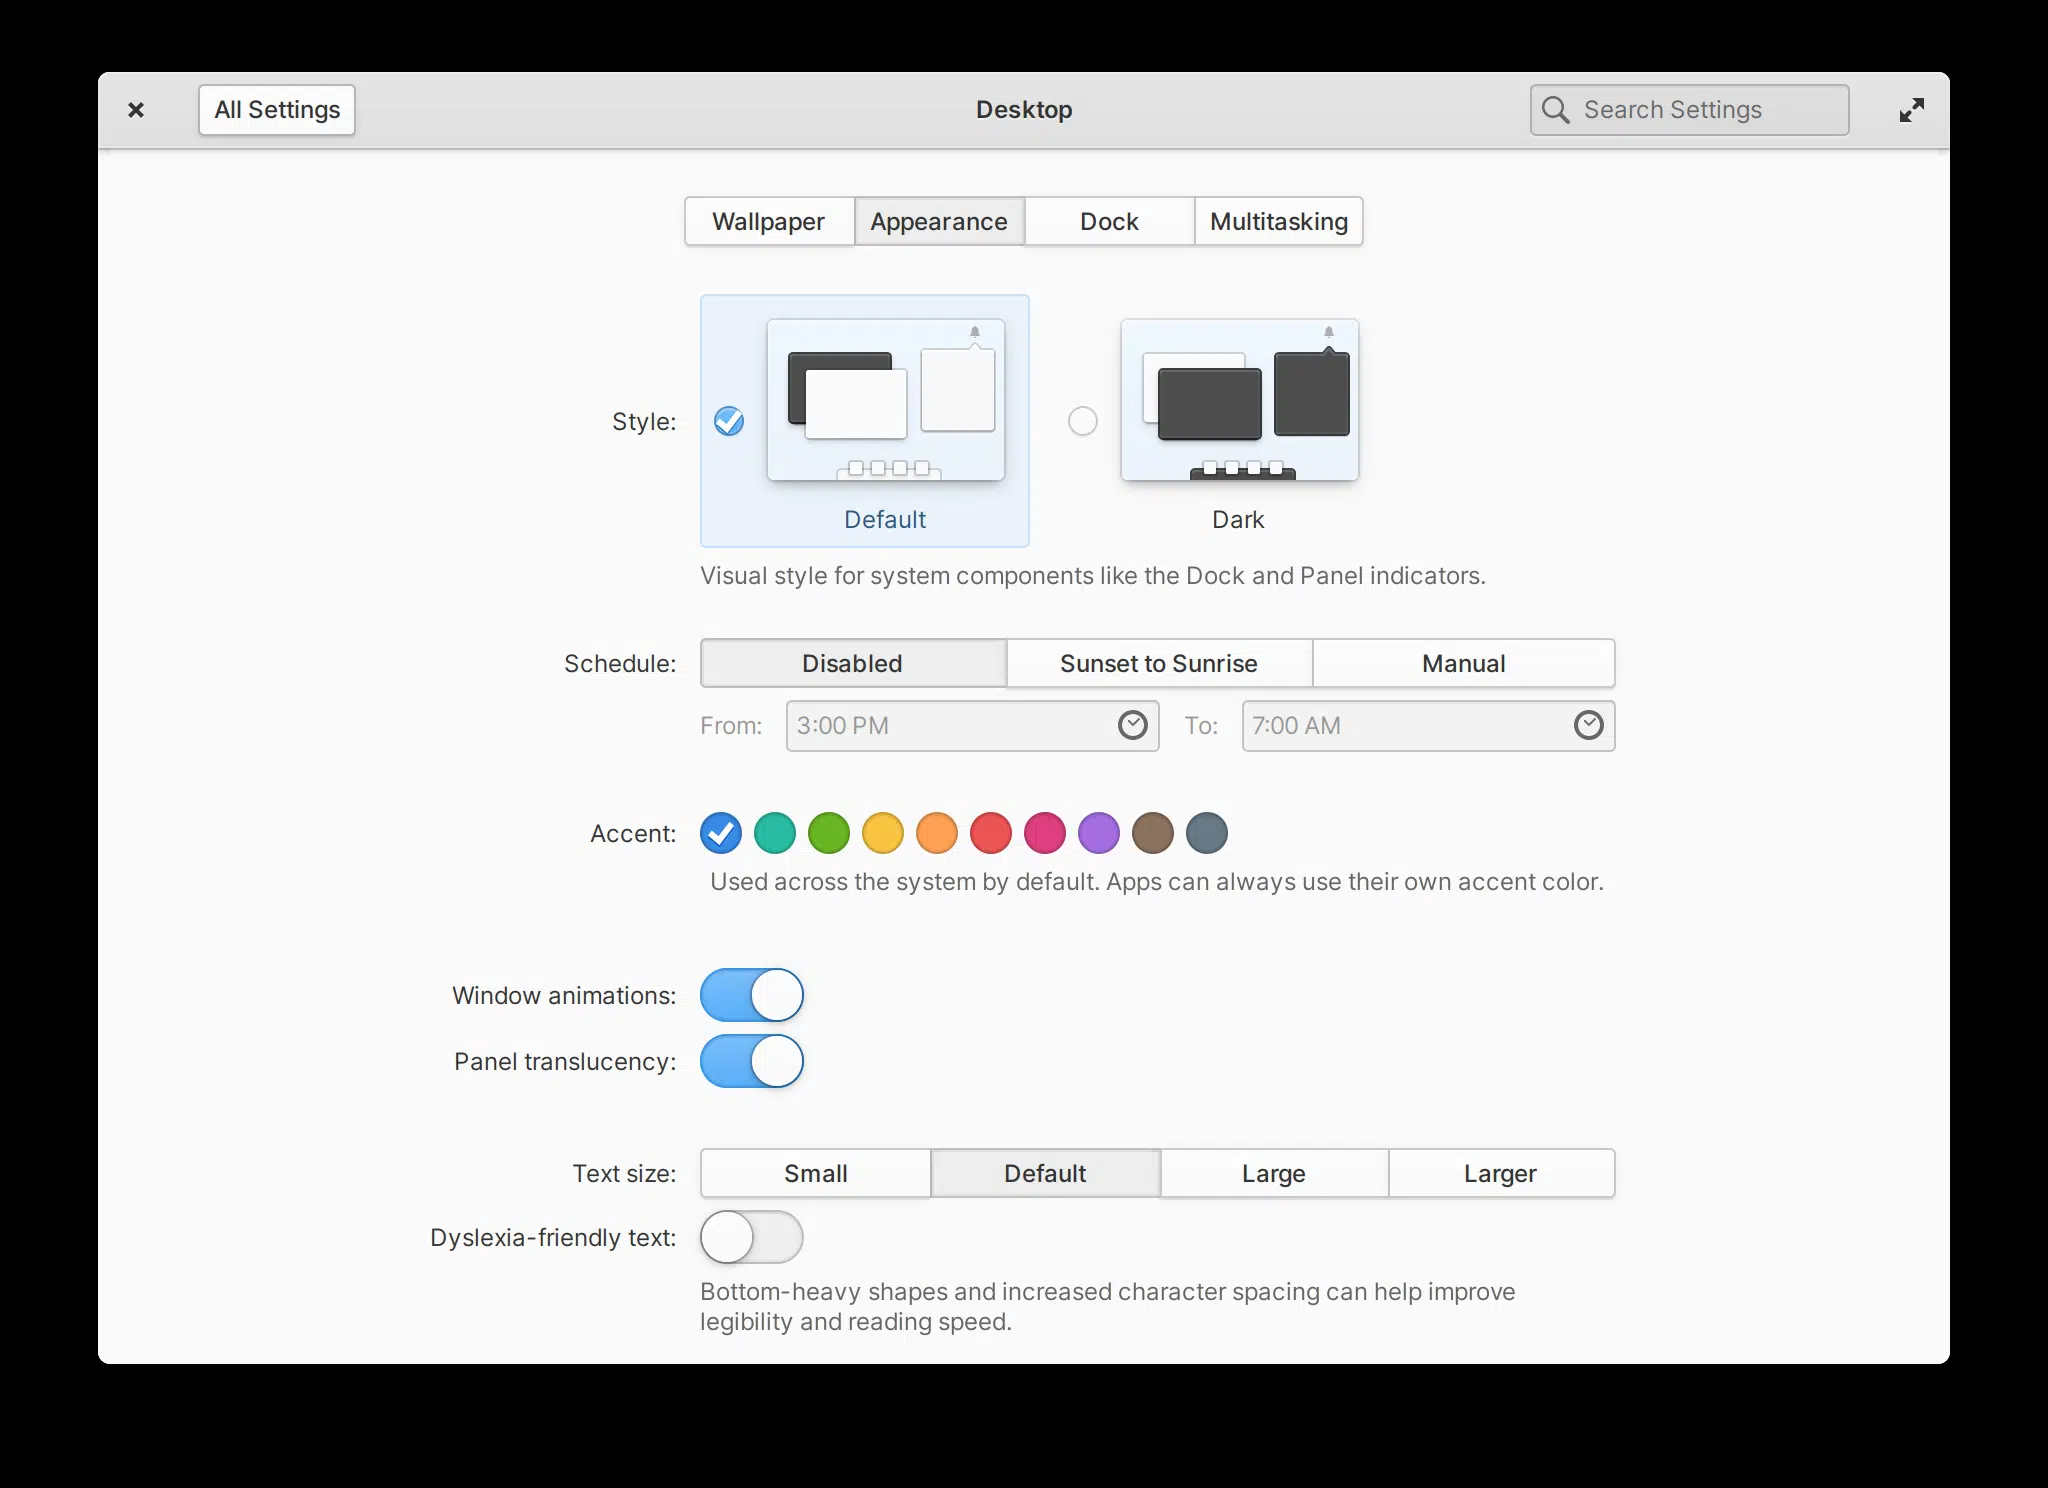 All Settings
Desktop
Search Settings
Wallpaper
Appearance
Dock
Multitasking
Style:
Default
Dark
Visual style for system components like the Dock and Panel indicators.
Schedule:
Disabled
Sunset to Sunrise
Manual
From:
3:00 PM
To:
7:00 AM
Accent:
Used across the system by default. Apps can always use their own accent color.
Window animations:
Panel translucency:
Text size:
Small
Default
Large
Larger
Dyslexia-friendly text:
Bottom-heavy shapes and increased character spacing can help improve
legibility and reading speed.